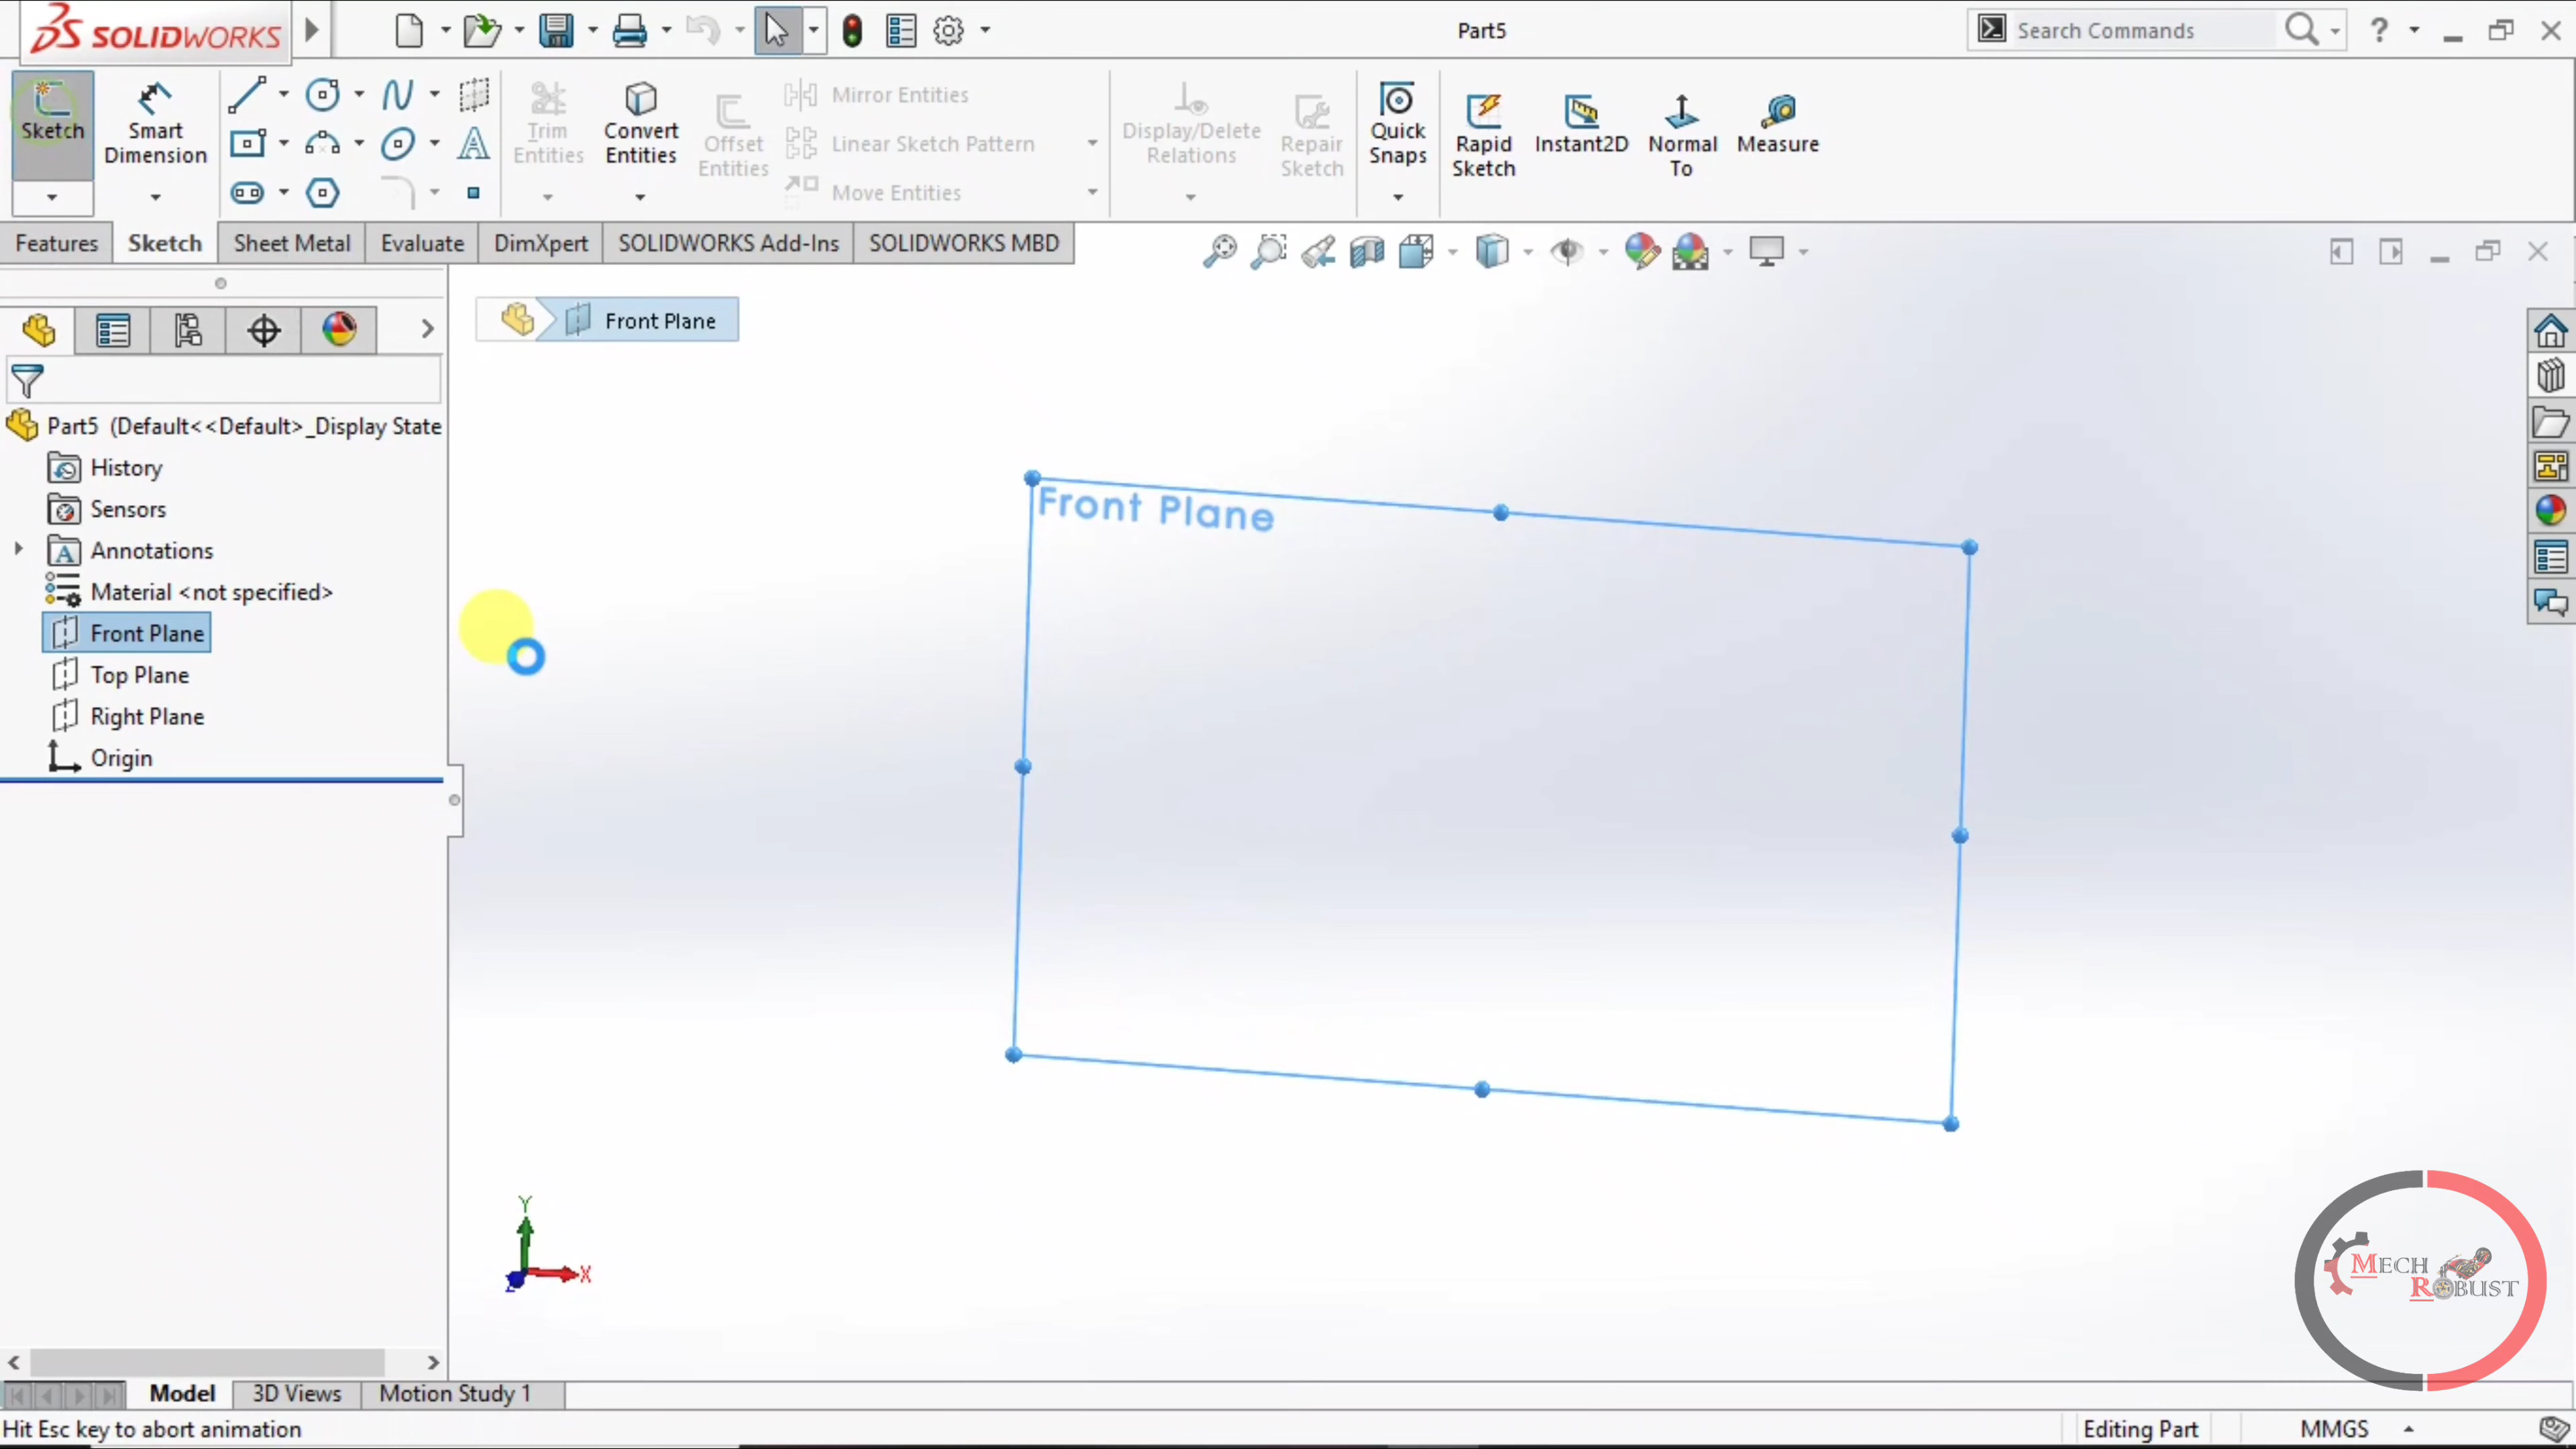 SOLIDWORKS
Part5
Search Commands
?
Sketch
Smart Dimension
Trim Entities
Convert Entities
Offset Entities
Mirror Entities
Linear Sketch Pattern
Move Entities
Display/Delete Relations
Repair Sketch
Quick Snaps
Rapid Sketch
Instant2D
Normal To
Measure
Features
Sketch
Sheet Metal
Evaluate
DimXpert
SOLIDWORKS Add-Ins
SOLIDWORKS MBD
Front Plane
Part5 (Default<<Default>_Display State
History
Sensors
Annotations
Material <not specified>
Front Plane
Top Plane
Right Plane
Origin
Front Plane
Y
X
Z
MECH
ROBUST
Model
3D Views
Motion Study 1
Hit Esc key to abort animation
Editing Part
MMGS